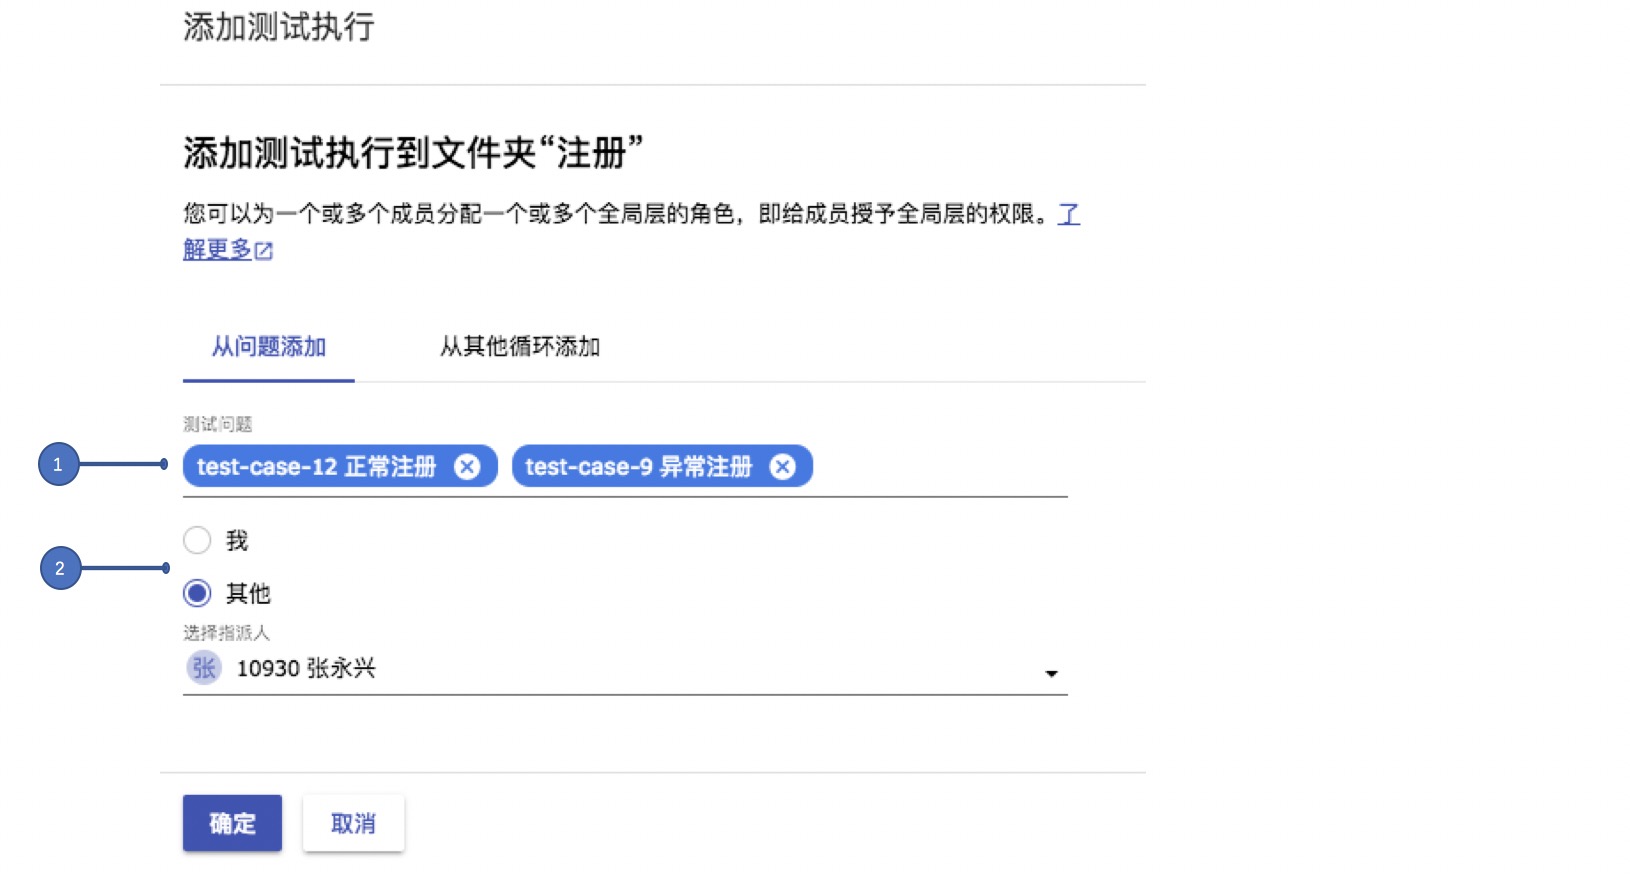 添加测试执行
添加测试执行到文件夹“注册”
您可以为一个或多个成员分配一个或多个全局层的角色，即给成员授予全局层的权限。了
解更多
从问题添加 从其他循环添加
测试问题
1
test-case-12 正常注册 test-case-9 异常注册
我
2
其他
选择指派人
张 10930 张永兴
确定 取消